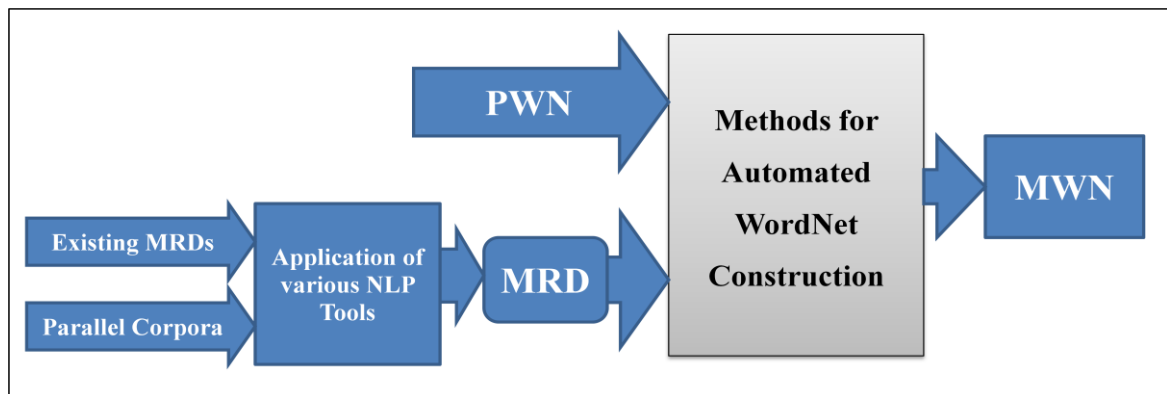 PWN
Methods for
Automated
WordNet
Construction
MWN
Existing MRDs
Parallel Corpora
Application of
various NLP
Tools
MRD